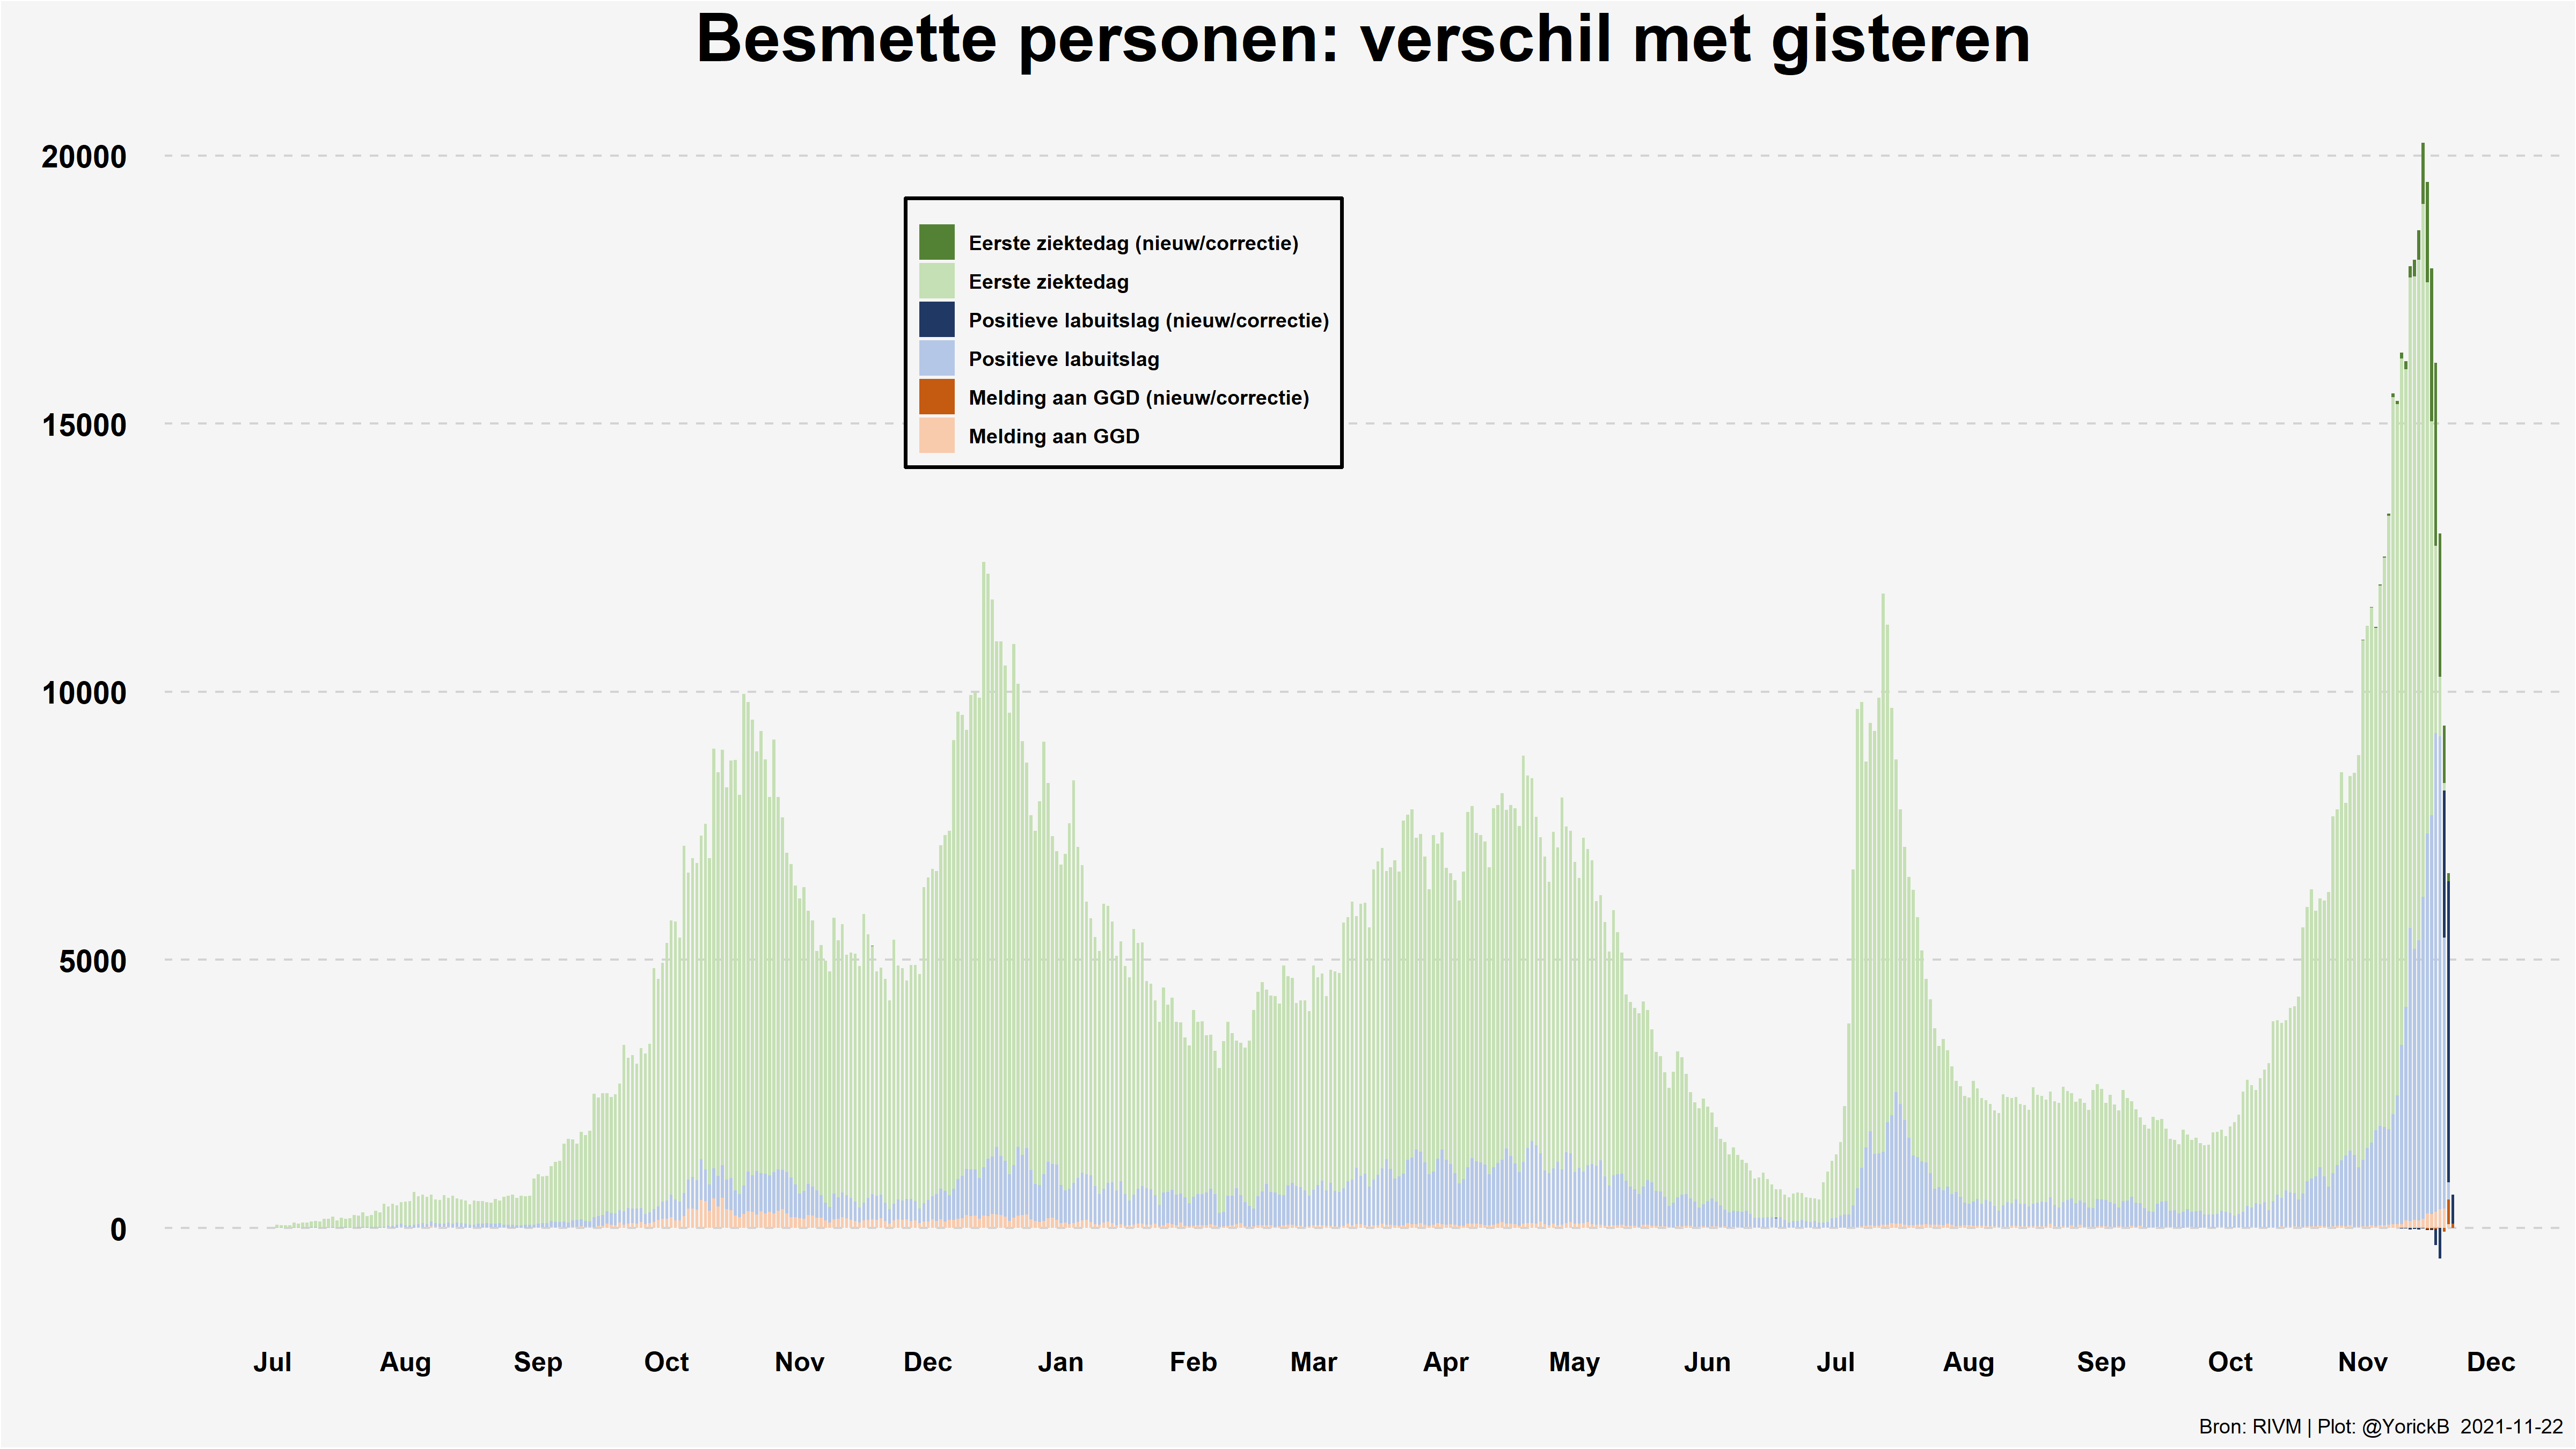 Besmette personen: verschil met gisteren
20000
15000
10000
5000
0
Eerste ziektedag (nieuw/correctie)
Eerste ziektedag
Positieve labuitslag (nieuw/correctie)
Positieve labuitslag
Melding aan GGD (nieuw/correctie)
Melding aan GGD
Jul Aug Sep Oct Nov Dec Jan Feb Mar Apr May Jun Jul Aug Sep Oct Nov Dec
Bron: RIVM | Plot: @YorickB 2021-11-22